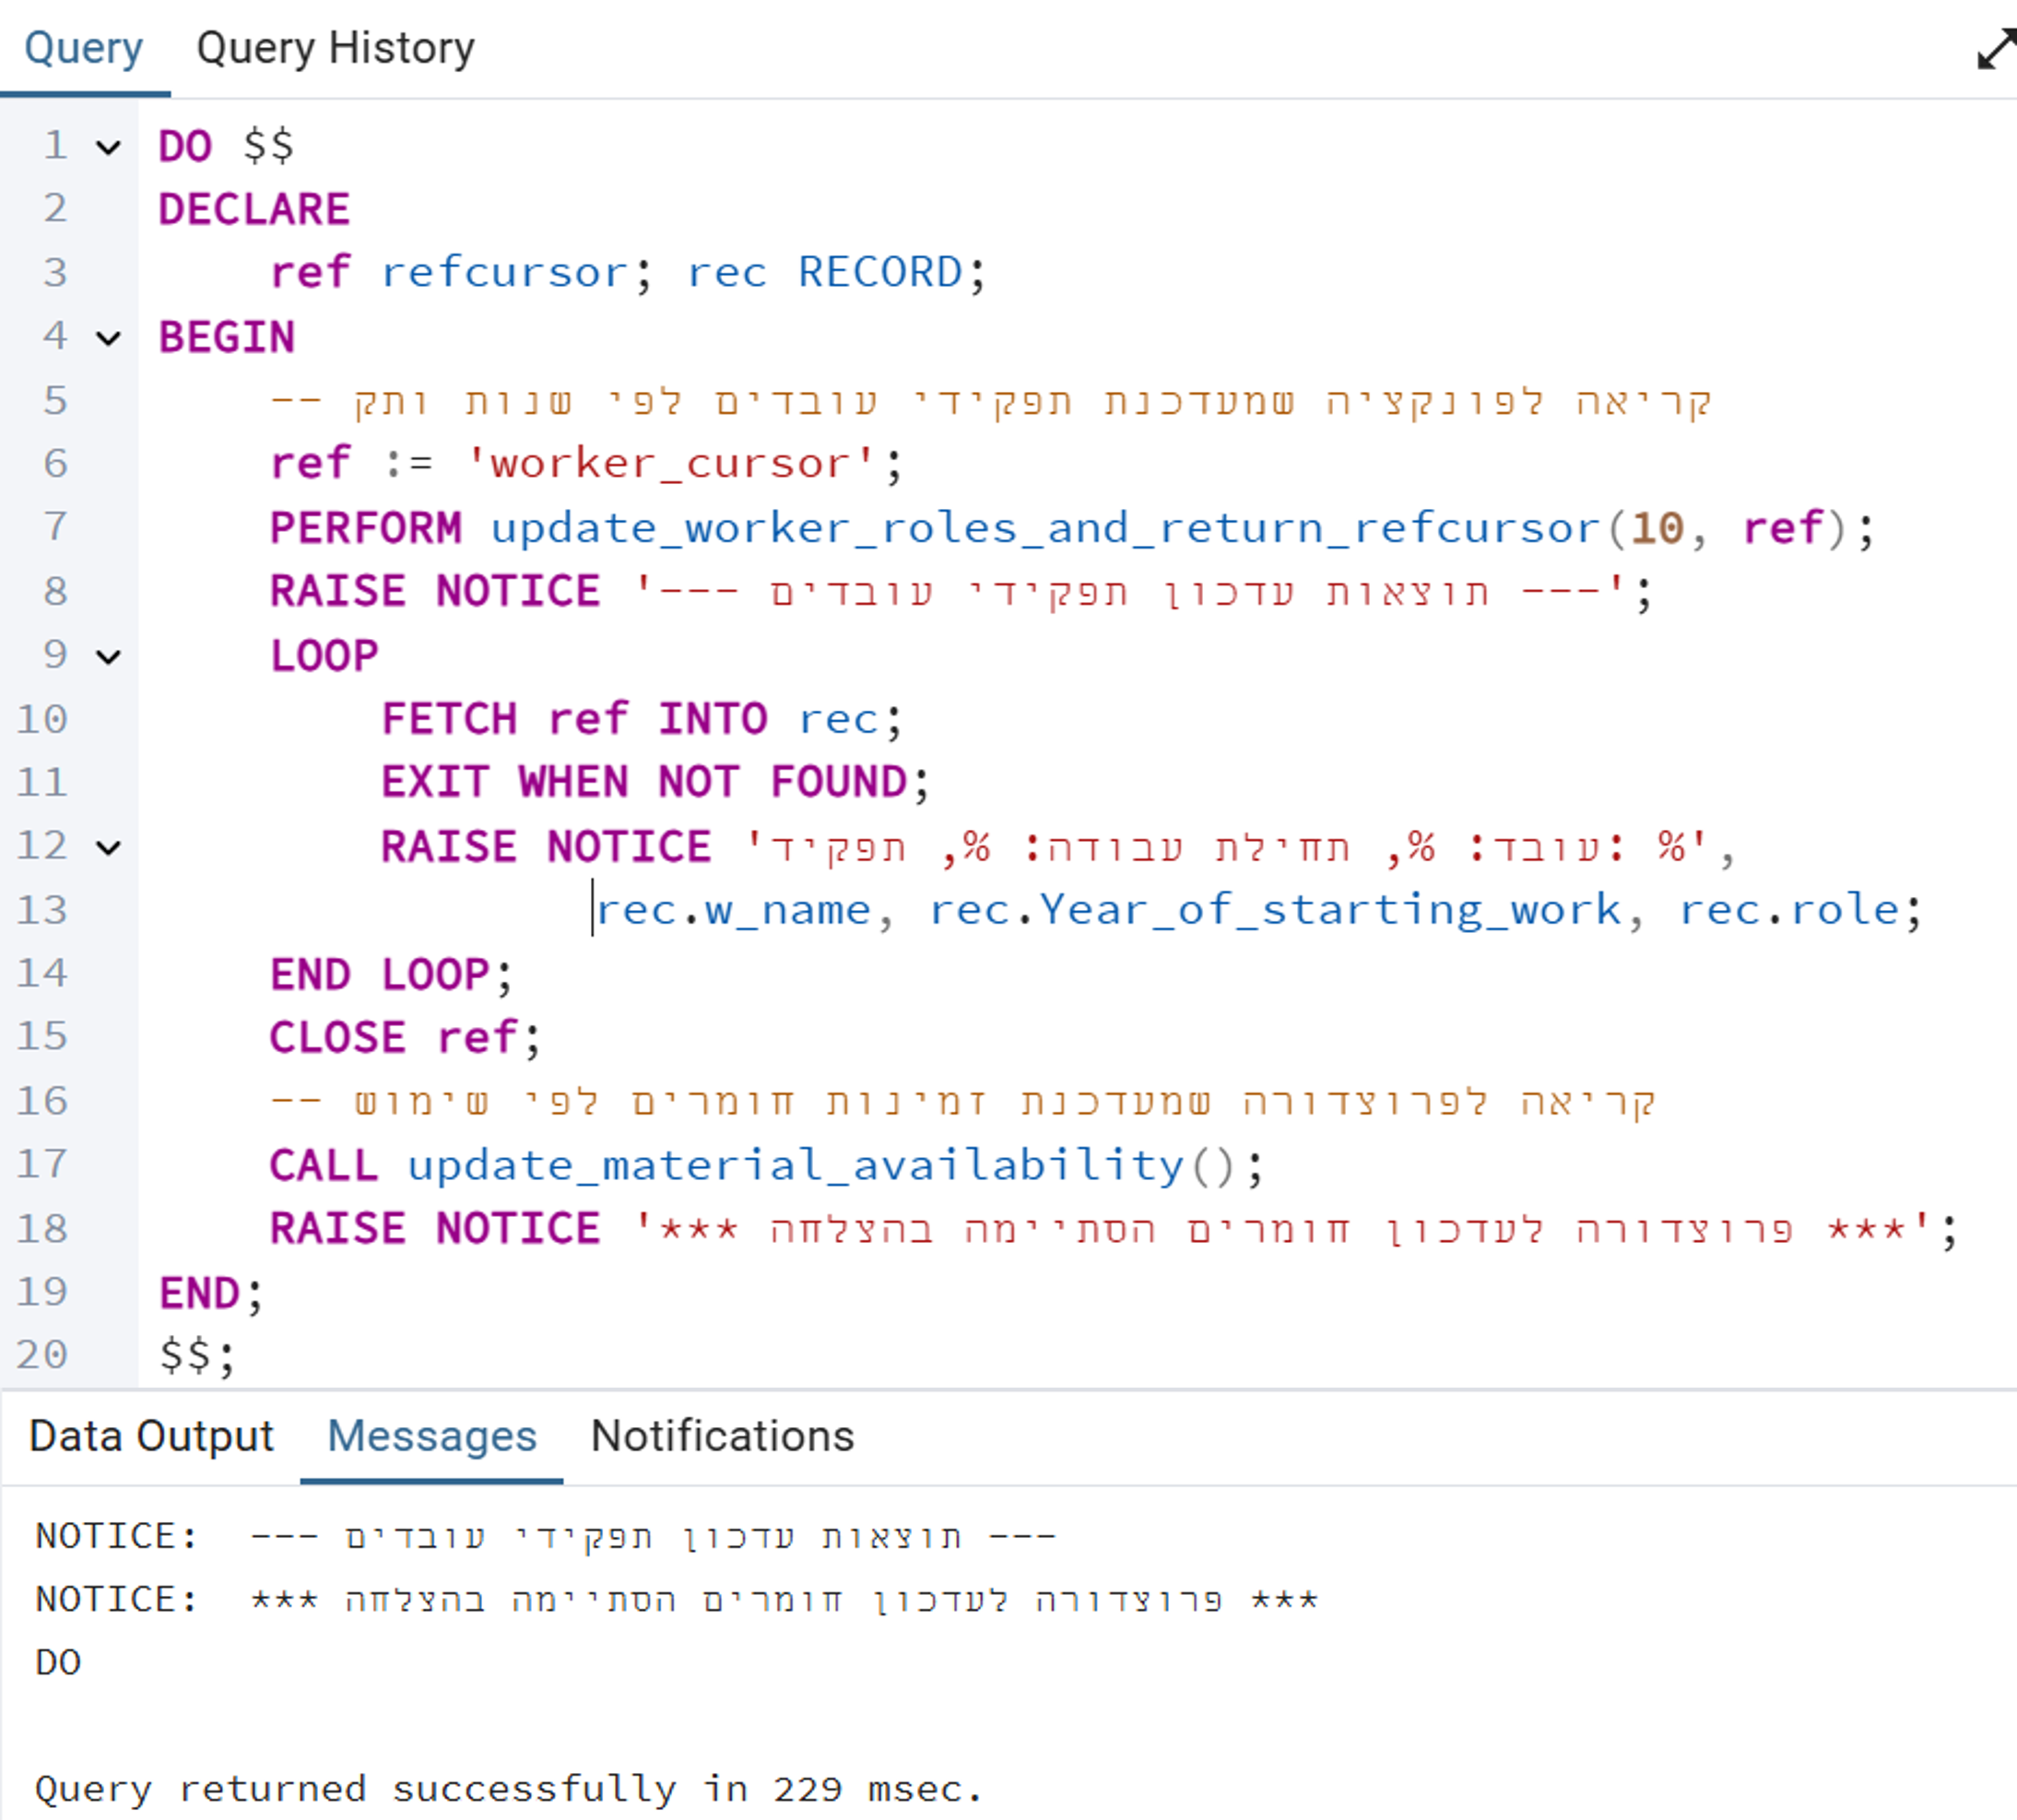 Query Query History
1 DO $$
2 DECLARE
3 ref refcursor; rec RECORD;
4 BEGIN
5 -- קריאה לפונקציה שמעדכנת תפקידי עובדים לפי שנות ותק
6 ref := 'worker_cursor';
7 PERFORM update_worker_roles_and_return_refcursor(10, ref);
8 RAISE NOTICE '--- תוצאות עדכון תפקידי עובדים ---';
9 LOOP
10 FETCH ref INTO rec;
11 EXIT WHEN NOT FOUND;
12 RAISE NOTICE 'עובד: %, תחילת עבודה: %, תפקיד: %',
13 rec.w_name, rec.Year_of_starting_work, rec.role;
14 END LOOP;
15 CLOSE ref;
16 -- קריאה לפרוצדורה שמעדכנת זמינות חומרים לפי שימוש
17 CALL update_material_availability();
18 RAISE NOTICE '*** פרוצדורה לעדכון חומרים הסתיימה בהצלחה ***';
19 END;
20 $$;
Data Output Messages Notifications
NOTICE: --- תוצאות עדכון תפקידי עובדים ---
NOTICE: *** פרוצדורה לעדכון חומרים הסתיימה בהצלחה ***
DO
Query returned successfully in 229 msec.